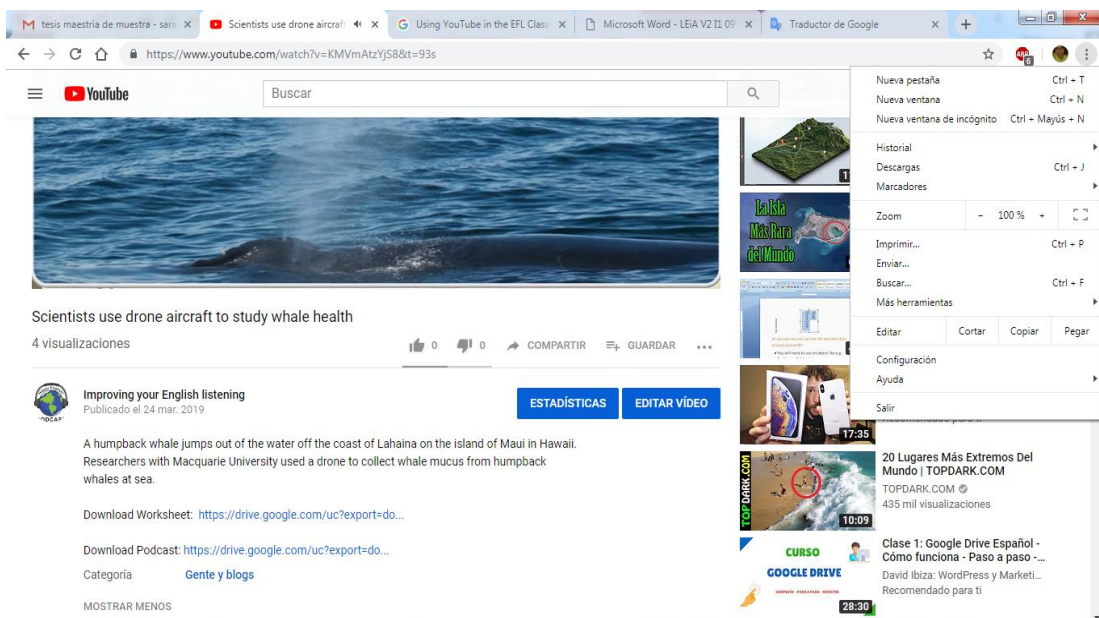 tesis maestria de muestra - sara
Scientists use drone aircraft
Using YouTube in the EFL Class
Microsoft Word - LEiA V2 I1 09
Traductor de Google
https://www.youtube.com/watch?v=KMVmAtzYjS8&t=93s
ABP
6
YouTube
Buscar
Nueva pestaña Ctrl + T
Nueva ventana Ctrl + N
Nueva ventana de incógnito Ctrl + Mayús + N
Historial
Descargas Ctrl + J
Marcadores
Zoom - 100 % +
Imprimir... Ctrl + P
Enviar...
Buscar... Ctrl + F
Más herramientas
Editar Cortar Copiar Pegar
Configuración
Ayuda
Salir
La Isla
Más Rara
del Mundo
Scientists use drone aircraft to study whale health
4 visualizaciones
0 0 COMPARTIR GUARDAR ...
Improving your English listening
Publicado el 24 mar. 2019
ESTADÍSTICAS EDITAR VÍDEO
A humpback whale jumps out of the water off the coast of Lahaina on the island of Maui in Hawaii.
Researchers with Macquarie University used a drone to collect whale mucus from humpback
whales at sea.
Download Worksheet: https://drive.google.com/uc?export=do...
Download Podcast: https://drive.google.com/uc?export=do...
Categoría Gente y blogs
MOSTRAR MENOS
17:35
Recomendado para ti
TOPDARK.COM
10:09
20 Lugares Más Extremos Del
Mundo | TOPDARK.COM
TOPDARK.COM
435 mil visualizaciones
CURSO
GOOGLE DRIVE
28:30
Clase 1: Google Drive Español -
Cómo funciona - Paso a paso -...
David Ibiza: WordPress y Marketi...
Recomendado para ti